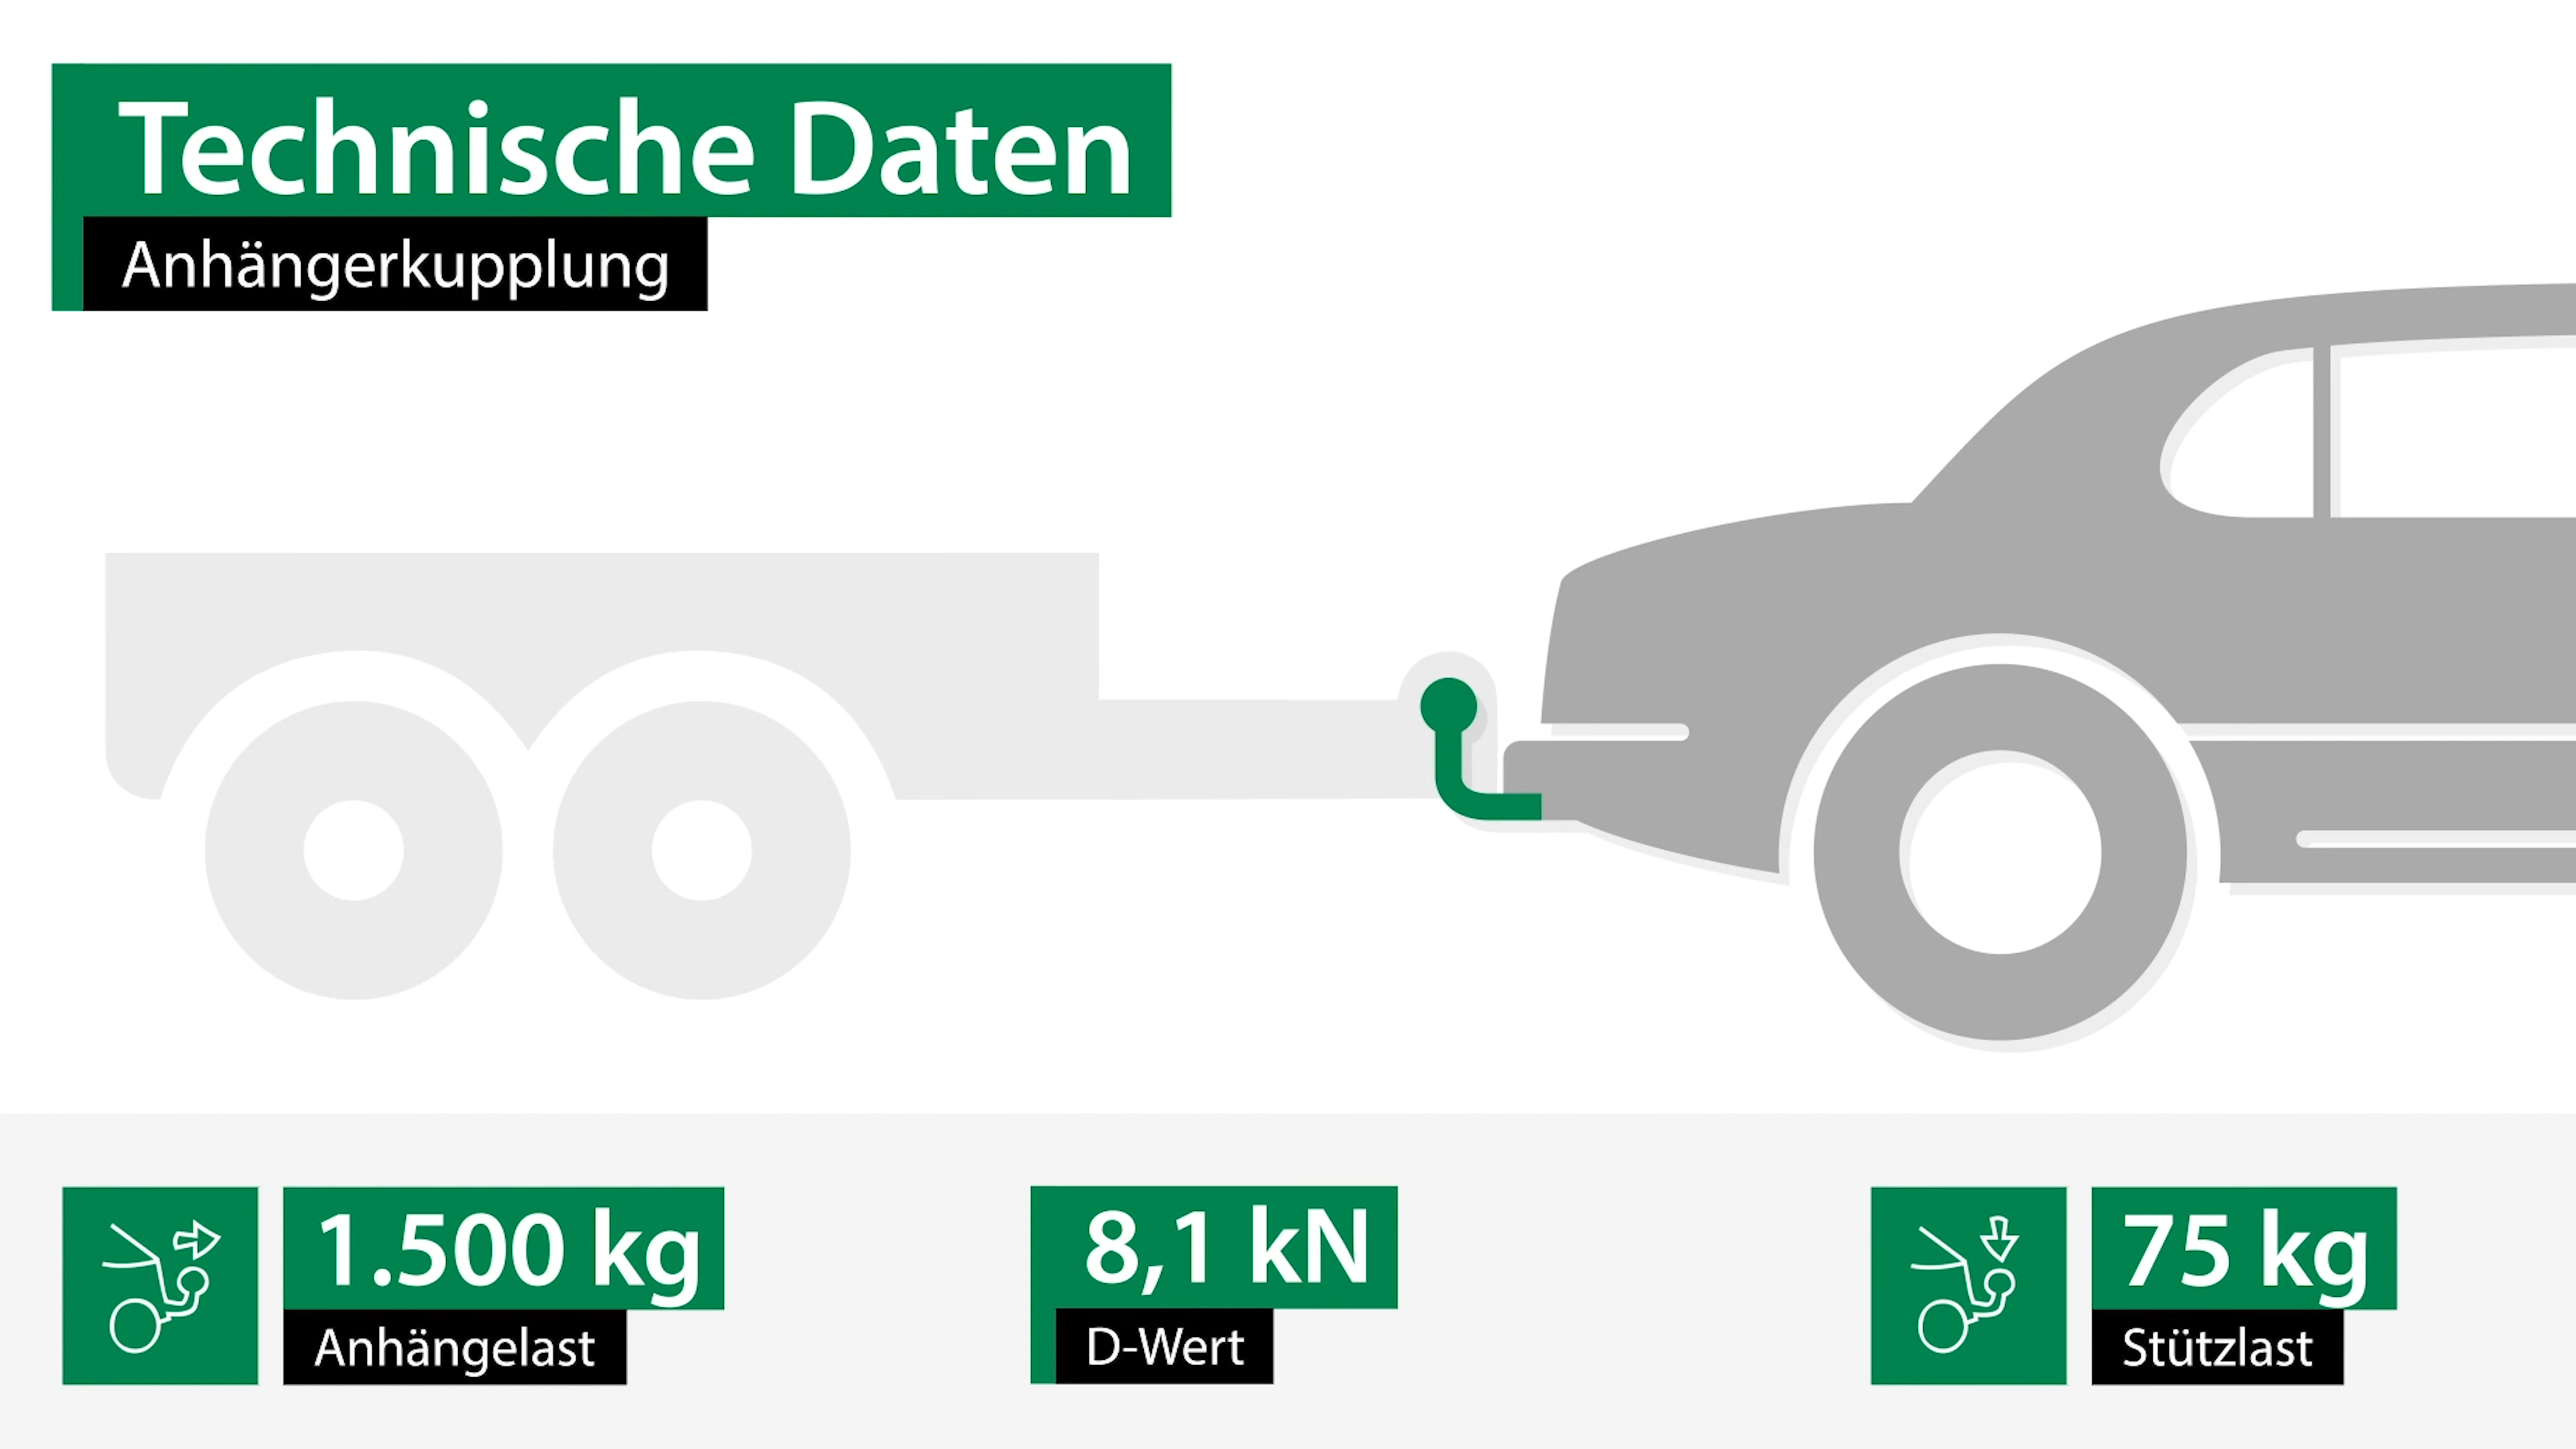 Technische Daten
Anhängerkupplung
1.500 kg
Anhängelast
8,1 kN
D-Wert
75 kg
Stützlast